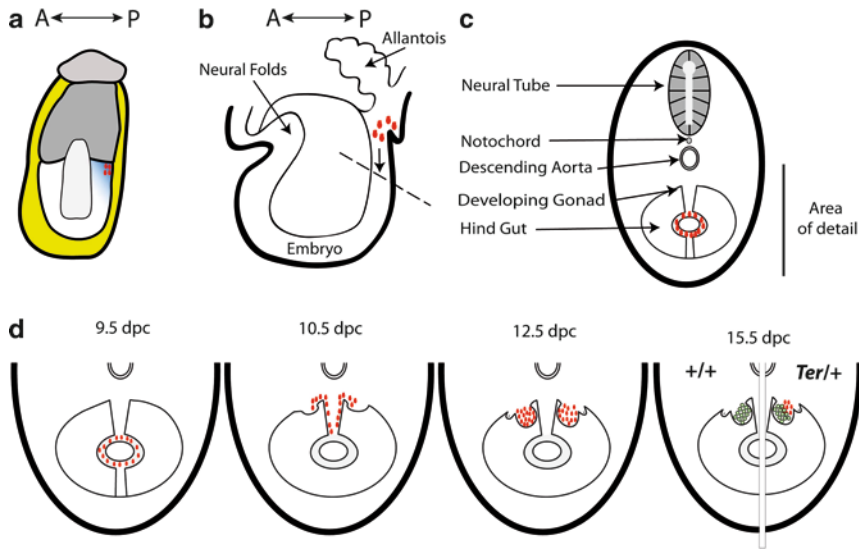 a
A
P
b
A
P
Allantois
Neural Folds
Embryo
c
Neural Tube
Notochord
Descending Aorta
Developing Gonad
Hind Gut
Area
of detail
d
9.5 dpc
10.5 dpc
12.5 dpc
15.5 dpc
+/+
Ter/+